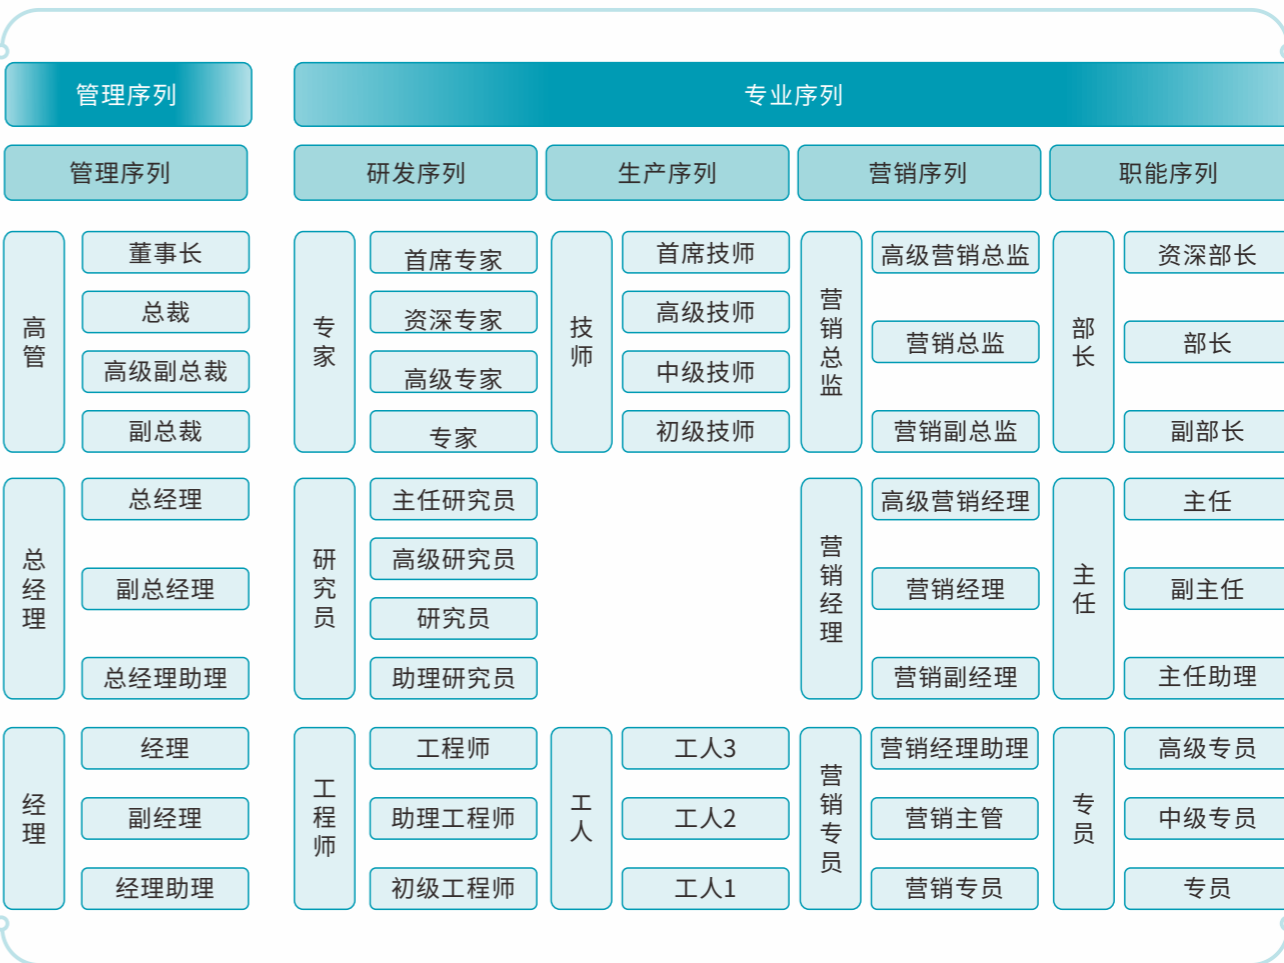 管理序列
专业序列
管理序列
研发序列
生产序列
营销序列
职能序列
高管
董事长
总裁
高级副总裁
副总裁
专家
首席专家
资深专家
高级专家
专家
技师
首席技师
高级技师
中级技师
初级技师
营销总监
高级营销总监
营销总监
营销副总监
部长
资深部长
部长
副部长
总经理
总经理
副总经理
总经理助理
研究员
主任研究员
高级研究员
研究员
助理研究员
营销经理
高级营销经理
营销经理
营销副经理
主任
主任
副主任
主任助理
经理
经理
副经理
经理助理
工程师
工程师
助理工程师
初级工程师
工人
工人3
工人2
工人1
营销专员
营销经理助理
营销主管
营销专员
专员
高级专员
中级专员
专员